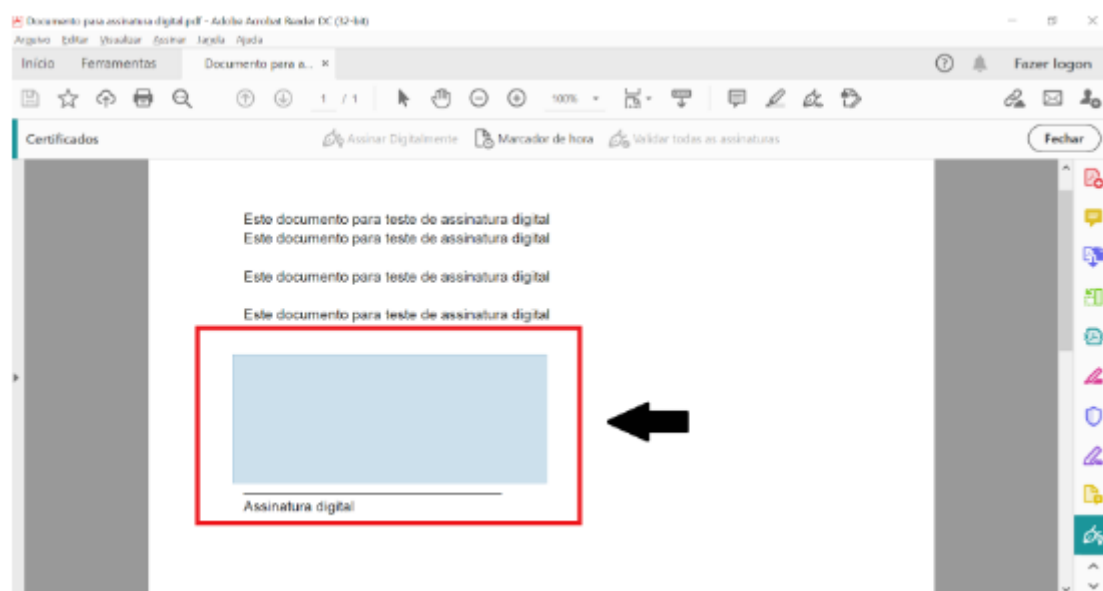 Documento para assinatura digital.pdf - Adobe Acrobat Reader DC (32-bit)
Arquivo Editar Visualizar Assinar Janela Ajuda
Início Ferramentas Documento para a... ×
Fazer logon
1 / 1 100%
Certificados Assinar Digitalmente Marcador de hora Validar todas as assinaturas Fechar
Este documento para teste de assinatura digital
Este documento para teste de assinatura digital
Este documento para teste de assinatura digital
Este documento para teste de assinatura digital
Assinatura digital